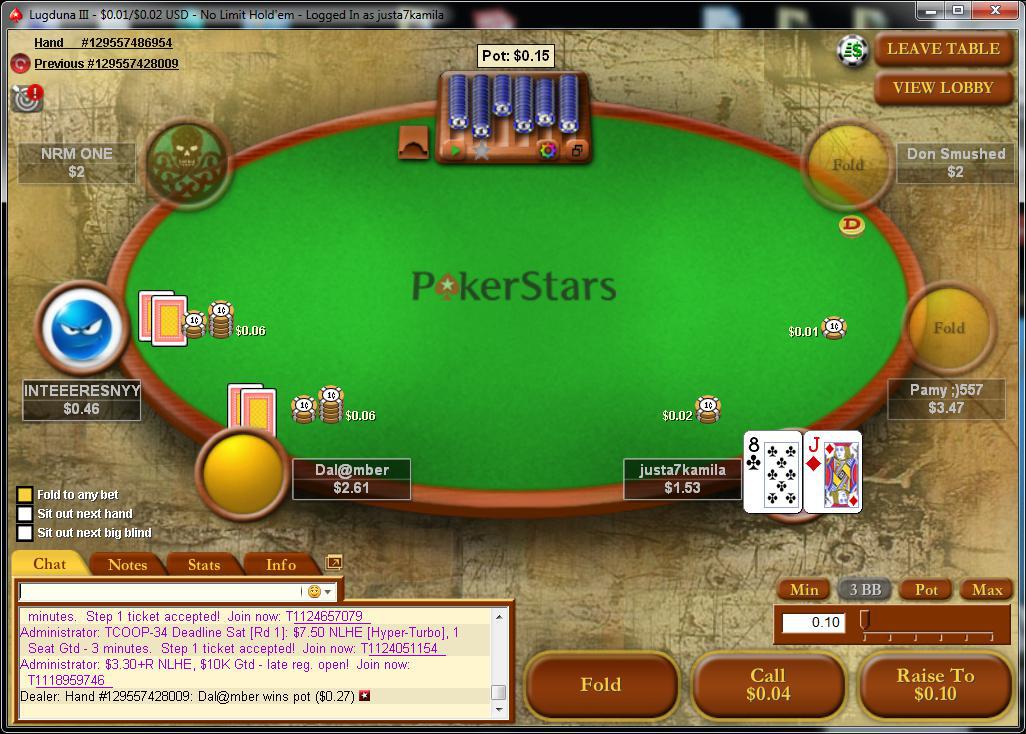 Lugduna III - $0.01/$0.02 USD - No Limit Hold'em - Logged In as justa7kamila
Hand #129557486954
Previous #129557428009
Pot: $0.15
LEAVE TABLE
VIEW LOBBY
NRM ONE
$2
Fold
Don Smushed
$2
D
PokerStars
1¢ 1¢ $0.06
$0.01 1¢
Fold
INTEEERESNYY
$0.46
Pamy ;)557
$3.47
1¢ 1¢ $0.06
$0.02 1¢
Dal@mber
$2.61
justa7kamila
$1.53
8 J
Fold to any bet
Sit out next hand
Sit out next big blind
Chat Notes Stats Info
minutes. Step 1 ticket accepted! Join now: T1124657079
Administrator: TCOOP-34 Deadline Sat [Rd 1]: $7.50 NLHE [Hyper-Turbo], 1
Seat Gtd - 3 minutes. Step 1 ticket accepted! Join now: T1124051154
Administrator: $3.30+R NLHE, $10K Gtd - late reg. open! Join now:
T1118959746
Dealer: Hand #129557428009: Dal@mber wins pot ($0.27)
Min 3 BB Pot Max
0.10
Fold
Call
$0.04
Raise To
$0.10